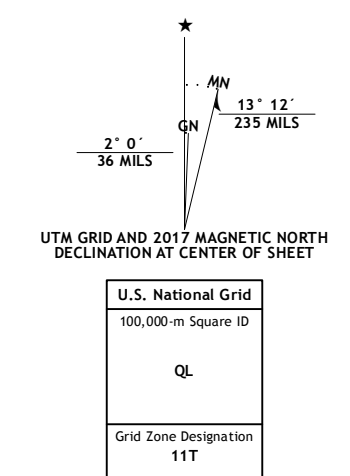 ★
MN
13° 12´
235 MILS
GN
2° 0´
36 MILS
UTM GRID AND 2017 MAGNETIC NORTH
DECLINATION AT CENTER OF SHEET
U.S. National Grid
100,000-m Square ID
QL
Grid Zone Designation
11T